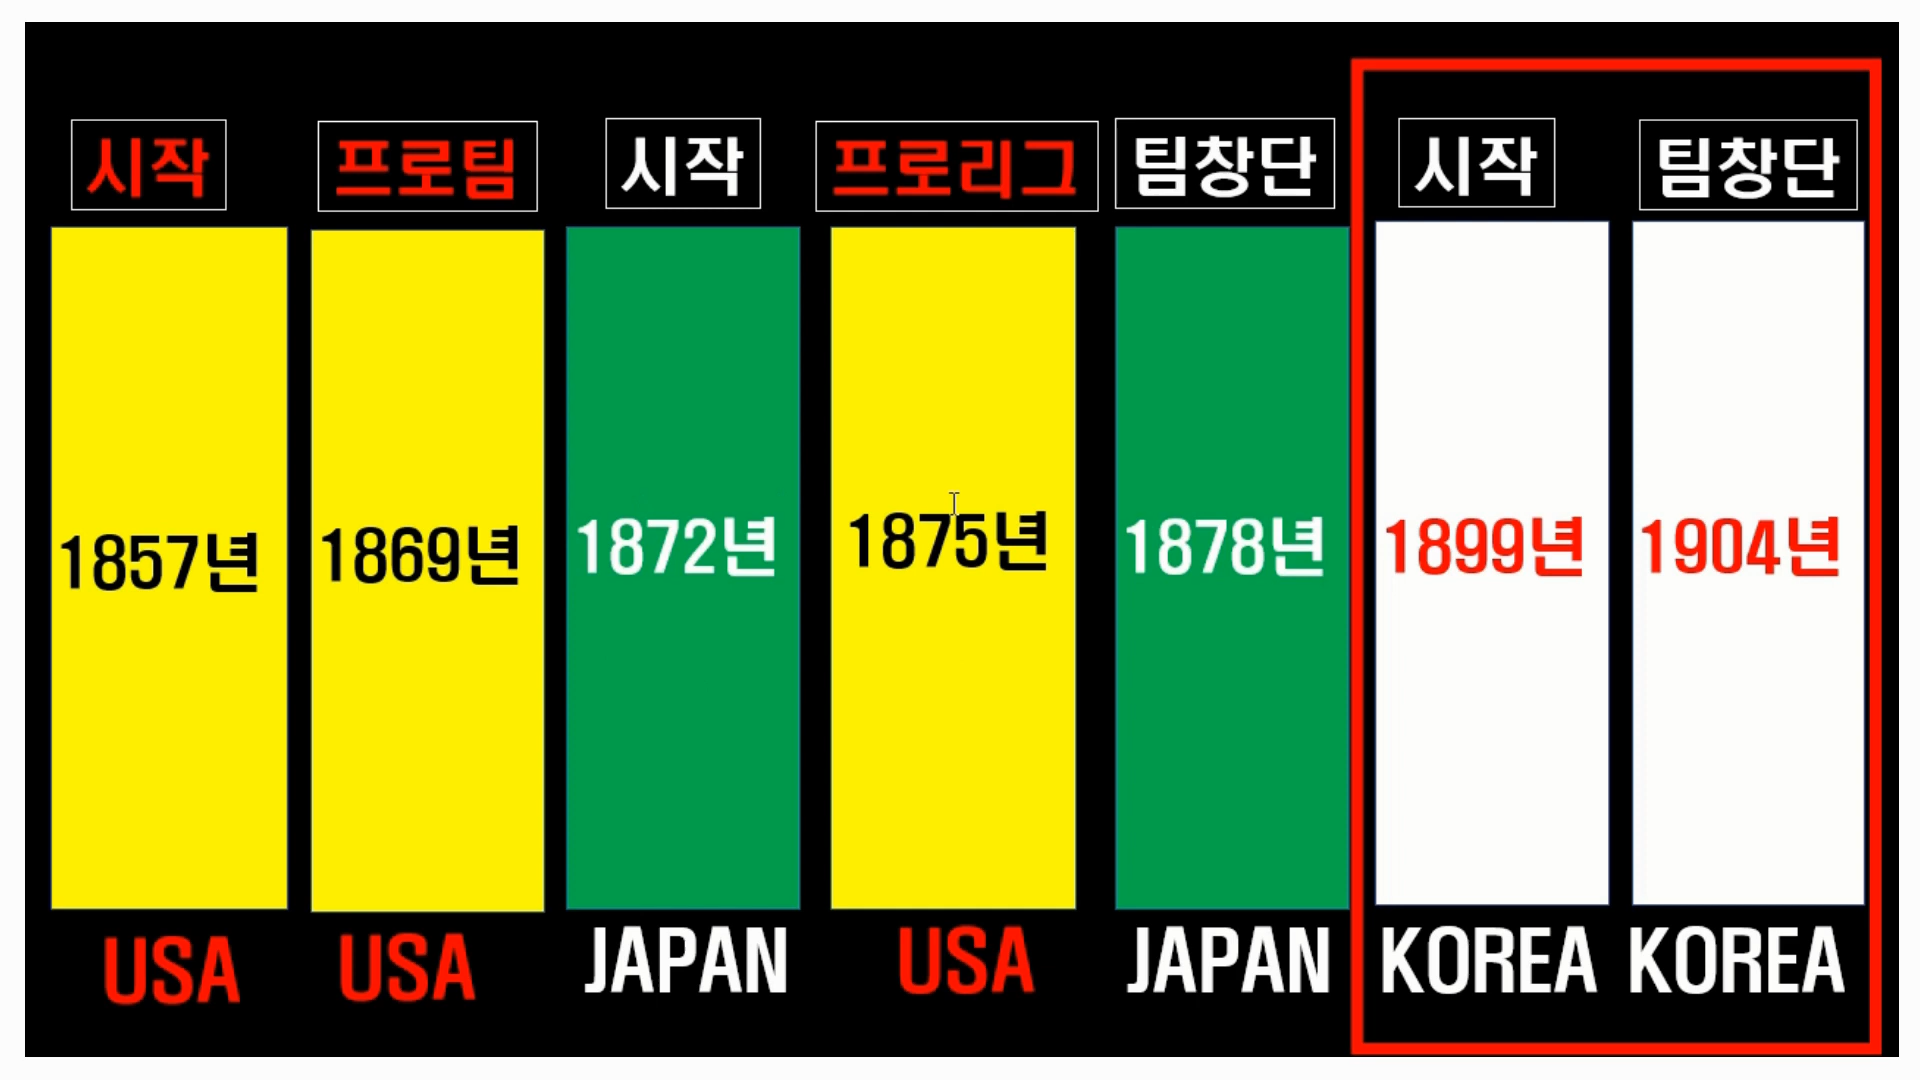 시작 프로팀 시작 프로리그 팀창단 시작 팀창단
1857년 1869년 1872년 1875년 1878년 1899년 1904년
USA USA JAPAN USA JAPAN KOREA KOREA